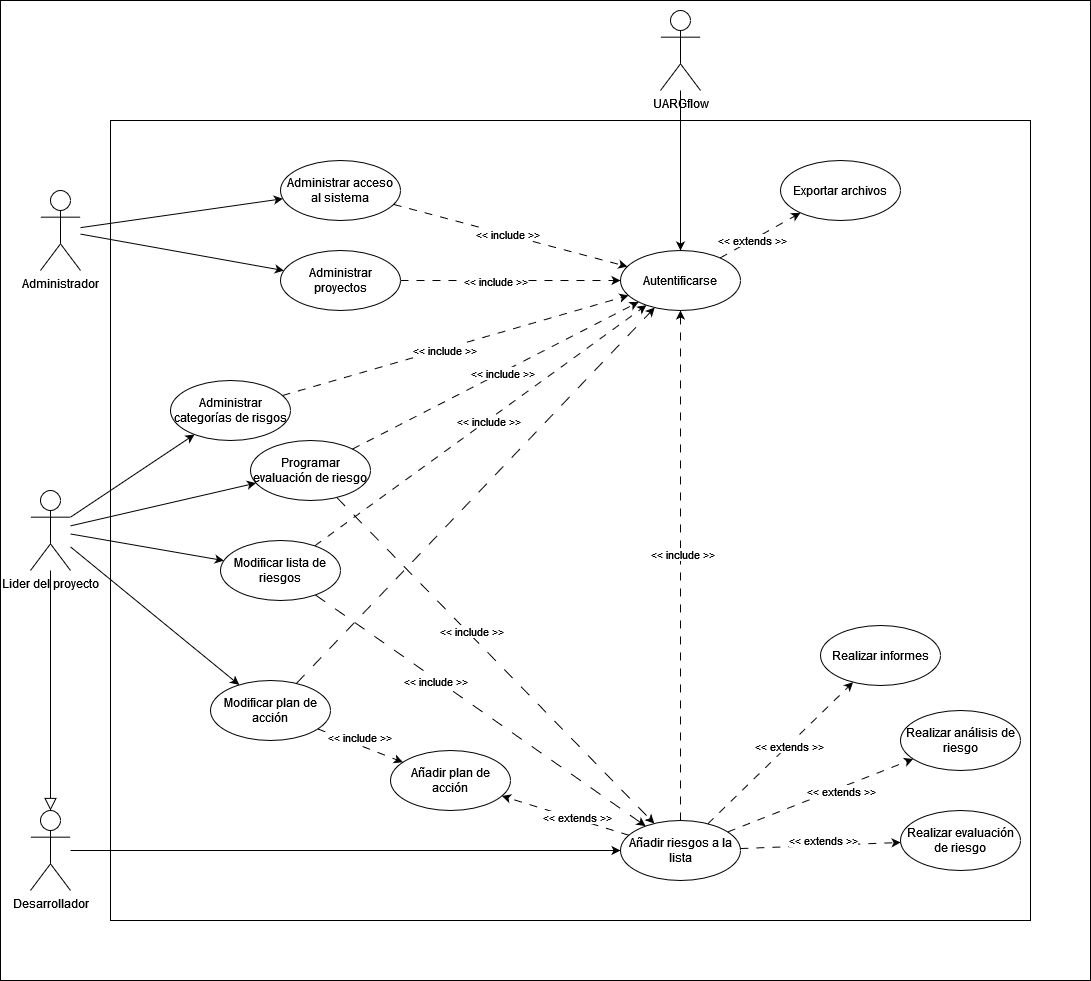 UARGflow
Administrar acceso
al sistema
Exportar archivos
<< include >>
<< extends >>
Administrador
Administrar
proyectos
<< include >>
Autentificarse
<< include >>
<< include >>
Administrar
categorías de risgos
<< include >>
Programar
evaluación de riesgo
<< include >>
Modificar lista de
riesgos
Lider del proyecto
<< include >>
Realizar informes
<< include >>
Modificar plan de
acción
<< include >>
<< extends >>
Realizar análisis de
riesgo
Añadir plan de
acción
<< extends >>
<< extends >>
Añadir riesgos a la
lista
<< extends >>
Realizar evaluación
de riesgo
Desarrollador